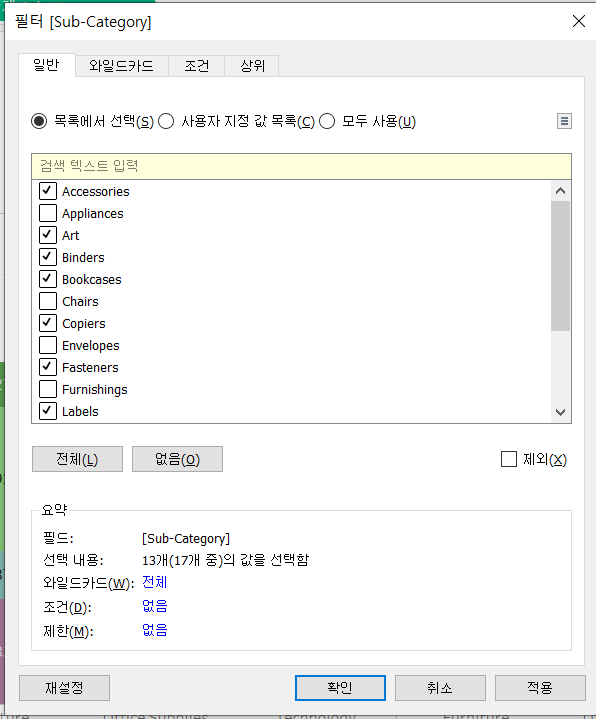 필터 [Sub-Category]
일반 와일드카드 조건 상위
목록에서 선택(S) 사용자 지정 값 목록(C) 모두 사용(U)
검색 텍스트 입력
Accessories
Appliances
Art
Binders
Bookcases
Chairs
Copiers
Envelopes
Fasteners
Furnishings
Labels
전체(L) 없음(O) 제외(X)
요약
필드: [Sub-Category]
선택 내용: 13개(17개 중)의 값을 선택함
와일드카드(W): 전체
조건(D): 없음
제한(M): 없음
재설정 확인 취소 적용